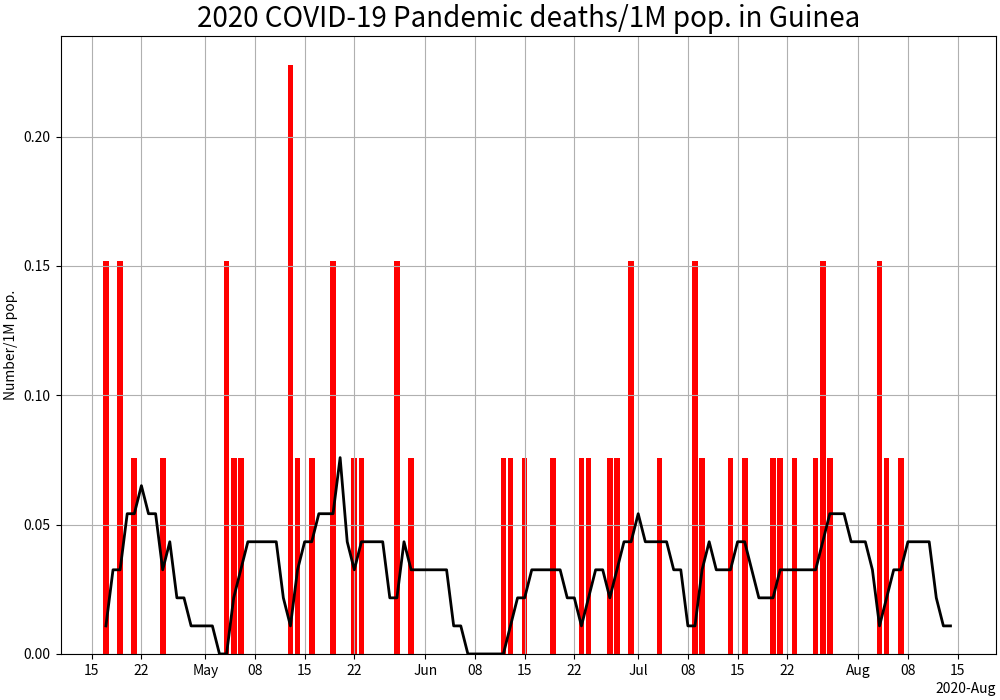 2020 COVID-19 Pandemic deaths/1M pop. in Guinea
Number/1M pop.
0.20
0.15
0.10
0.05
0.00
15 22 May 08 15 22 Jun 08 15 22 Jul 08 15 22 Aug 08 15
2020-Aug